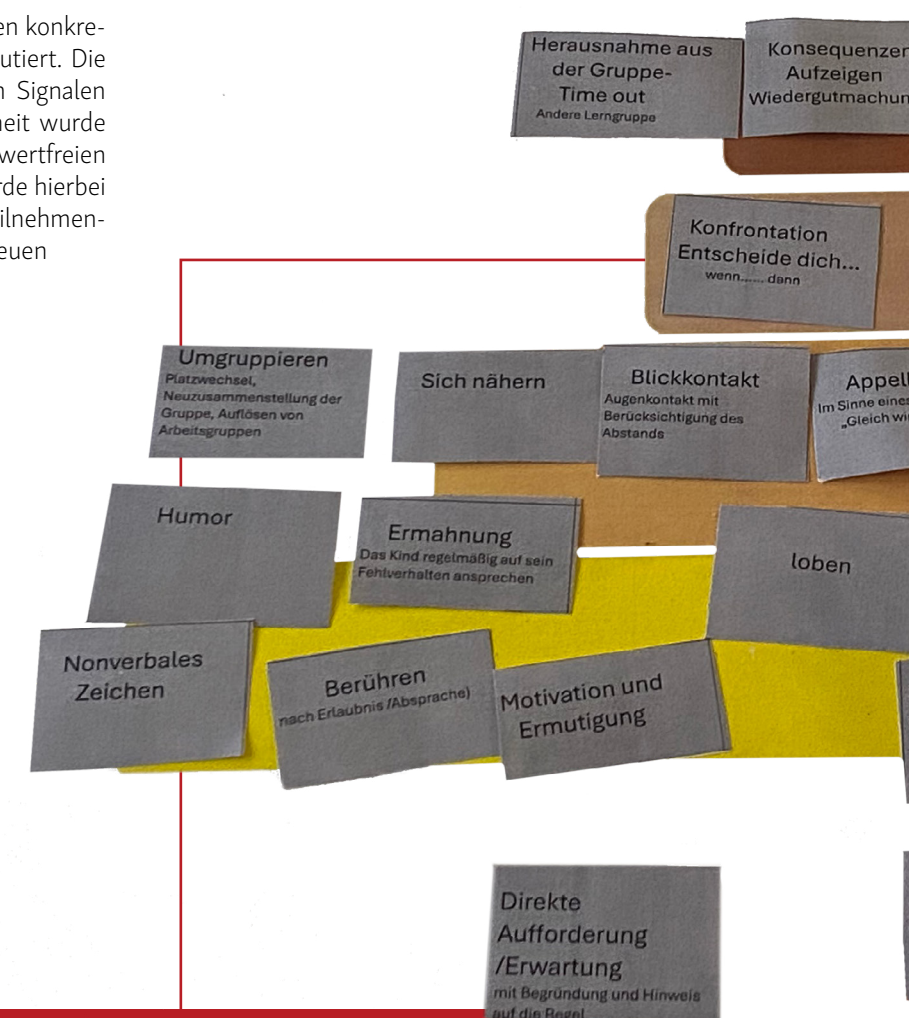 en konkre-
utiert. Die
n Signalen
heit wurde
wertfreien
rde hierbei
ilnehmen-
euen
Herausnahme aus
der Gruppe-
Time out
Andere Lerngruppe
Konsequenzen
Aufzeigen
Wiedergutmachun
Konfrontation
Entscheide dich...
wenn...... dann
Umgruppieren
Platzwechsel,
Neuzusammenstellung der
Gruppe, Auflösen von
Arbeitsgruppen
Sich nähern
Blickkontakt
Augenkontakt mit
Berücksichtigung des
Abstands
Appell
Im Sinne eines
„Gleich wi
Humor
Ermahnung
Das Kind regelmäßig auf sein
Fehlverhalten ansprechen
loben
Nonverbales
Zeichen
Berühren
nach Erlaubnis /Absprache)
Motivation und
Ermutigung
Direkte
Aufforderung
/Erwartung
mit Begründung und Hinweis
auf die Regel